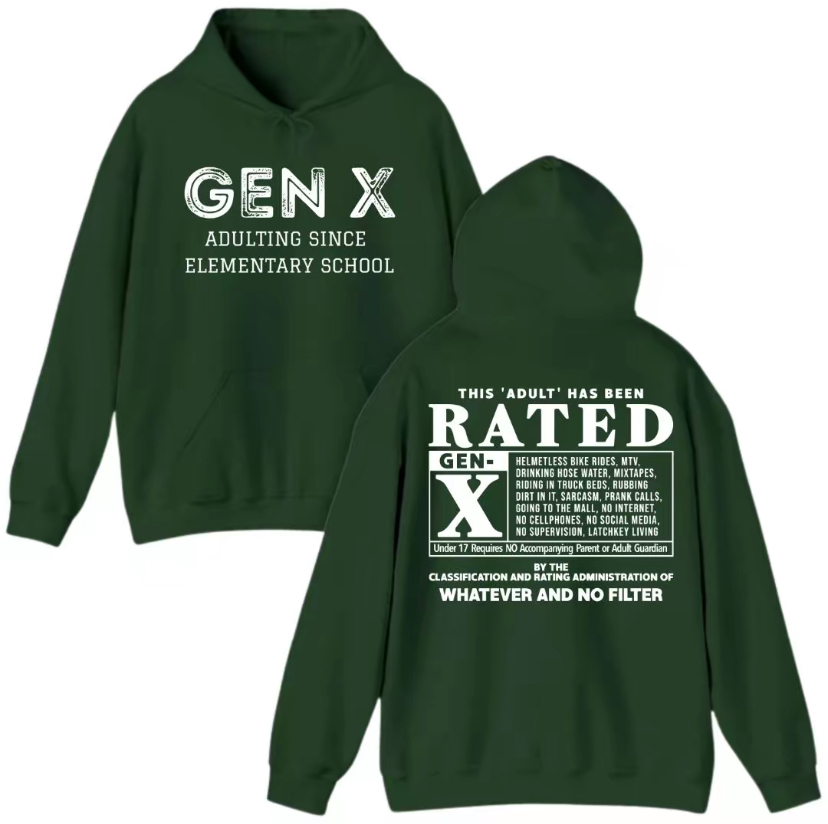 GEN X
ADULTING SINCE
ELEMENTARY SCHOOL
THIS 'ADULT' HAS BEEN
RATED
GEN-
X
HELMETLESS BIKE RIDES, MTV,
DRINKING HOSE WATER, MIXTAPES,
RIDING IN TRUCK BEDS, RUBBING
DIRT IN IT, SARCASM, PRANK CALLS,
GOING TO THE MALL, NO INTERNET,
NO CELLPHONES, NO SOCIAL MEDIA,
NO SUPERVISION, LATCHKEY LIVING
Under 17 Requires NO Accompanying Parent or Adult Guardian
BY THE
CLASSIFICATION AND RATING ADMINISTRATION OF
WHATEVER AND NO FILTER